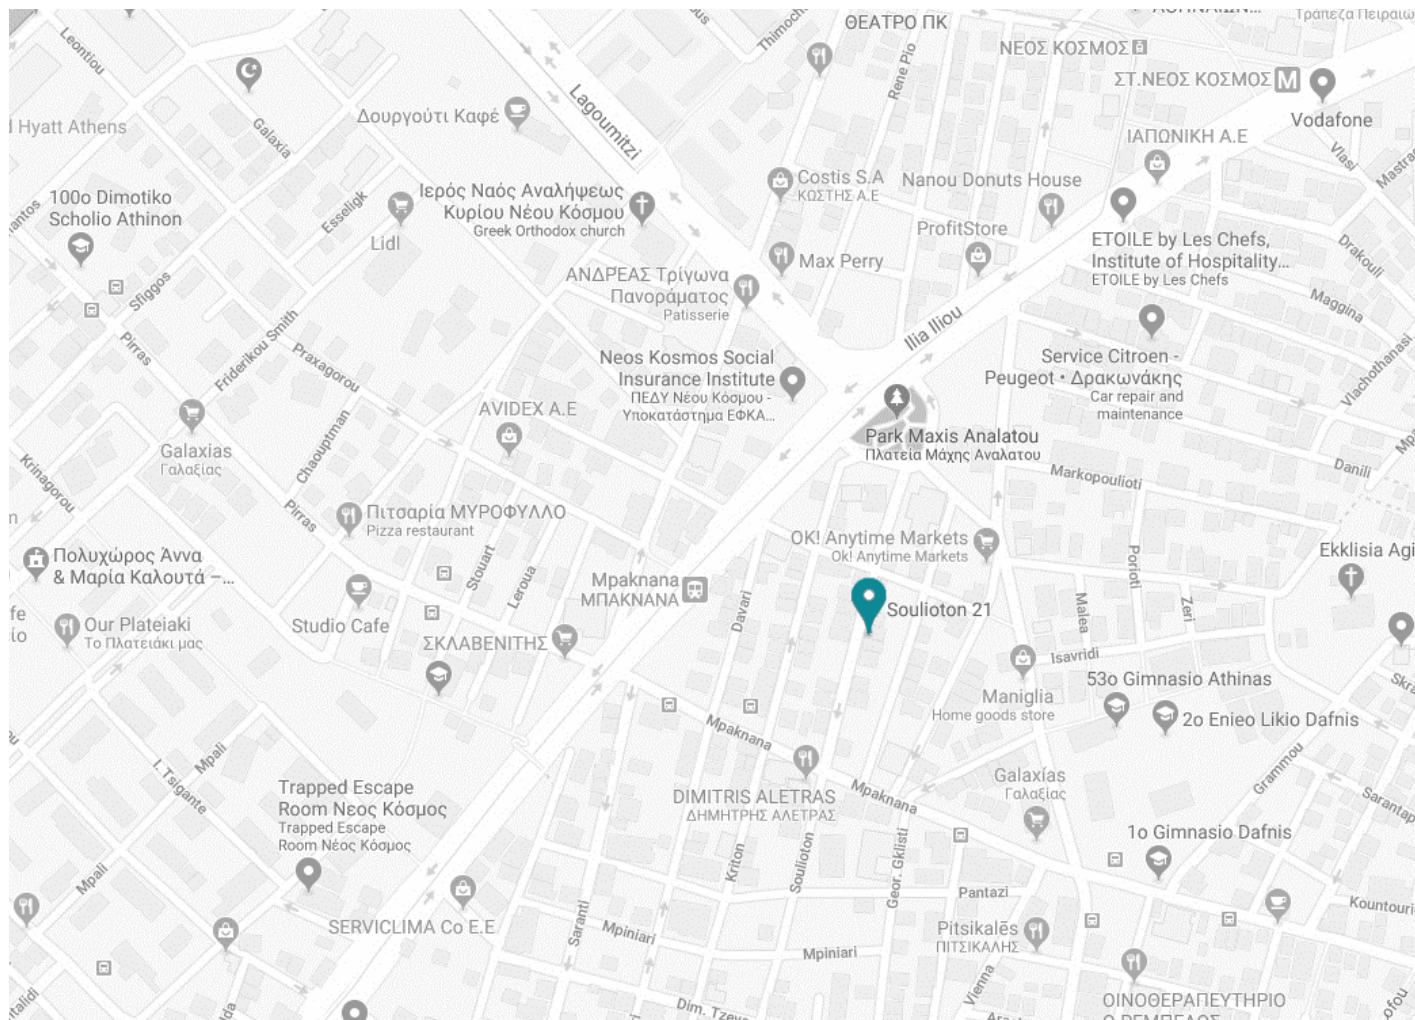 ΘΕΑΤΡΟ ΠΚ
Leontiou
Thimoch
Rene Pio
ΝΕΟΣ ΚΟΣΜΟΣ
ΣΤ.ΝΕΟΣ ΚΟΣΜΟΣ
M
Vodafone
Lagoumitzi
Δουργούτι Καφέ
Hyatt Athens
Galaxia
ΙΑΠΩΝΙΚΗ Α.Ε
Vlasi
Mastra
Costis S.A
ΚΩΣΤΗΣ Α.Ε
Nanou Donuts House
100o Dimotiko
Scholio Athinon
Esseligk
Ιερός Ναός Αναλήψεως
Κυρίου Νέου Κόσμου
Greek Orthodox church
Lidl
ProfitStore
ETOILE by Les Chefs,
Institute of Hospitality...
ETOILE by Les Chefs
Drakouli
Max Perry
ΑΝΔΡΕΑΣ Τρίγωνα
Πανοράματος
Patisserie
Sfiggos
Maggina
Ilia Iliou
Friderikou Smith
Pirras
Praxagorou
Neos Kosmos Social
Insurance Institute
ΠΕΔΥ Νέου Κόσμου -
Υποκατάστημα ΕΦΚΑ...
Service Citroen -
Peugeot • Δρακωνάκης
Car repair and
maintenance
Vlachothanasi
AVIDEX A.E
Park Maxis Analatou
Πλατεία Μάχης Αναλατου
Galaxias
Γαλαξίας
Chaouptman
Krinagorou
Markopoulioti
Danili
Pirras
Πιτσαρία ΜΥΡΟΦΥΛΛΟ
Pizza restaurant
OK! Anytime Markets
Ok! Anytime Markets
Πολυχώρος Άννα
& Μαρία Καλουτά –...
Stouart
Leroua
Mpaknana
ΜΠΑΚΝΑΝΑ
Davari
Porioti
Ekklisia Agi
Soulioton 21
Malea
Zeri
Our Plateiaki
Το Πλατειάκι μας
Studio Cafe
ΣΚΛΑΒΕΝΙΤΗΣ
Isavridi
53o Gimnasio Athinas
Maniglia
Home goods store
2o Enieo Likio Dafnis
Mpaknana
Mpali
I. Tsigante
Grammou
Trapped Escape
Room Νεος Κόσμος
Trapped Escape
Room Νέος Κόσμος
DIMITRIS ALETRAS
ΔΗΜΗΤΡΗΣ ΑΛΕΤΡΑΣ
Mpaknana
Galaxías
Γαλαξίας
Sarantap
1o Gimnasio Dafnis
Mpali
Kriton
Soulioton
Geor. Gklisti
Pantazi
Kountouri
SERVICLIMA Co E.E
Saranti
Mpiniari
Mpiniari
Pitsikalēs
ΠΙΤΣΙΚΑΛΗΣ
Vienna
Dim. Tzev
ΟΙΝΟΘΕΡΑΠΕΥΤΗΡΙΟ